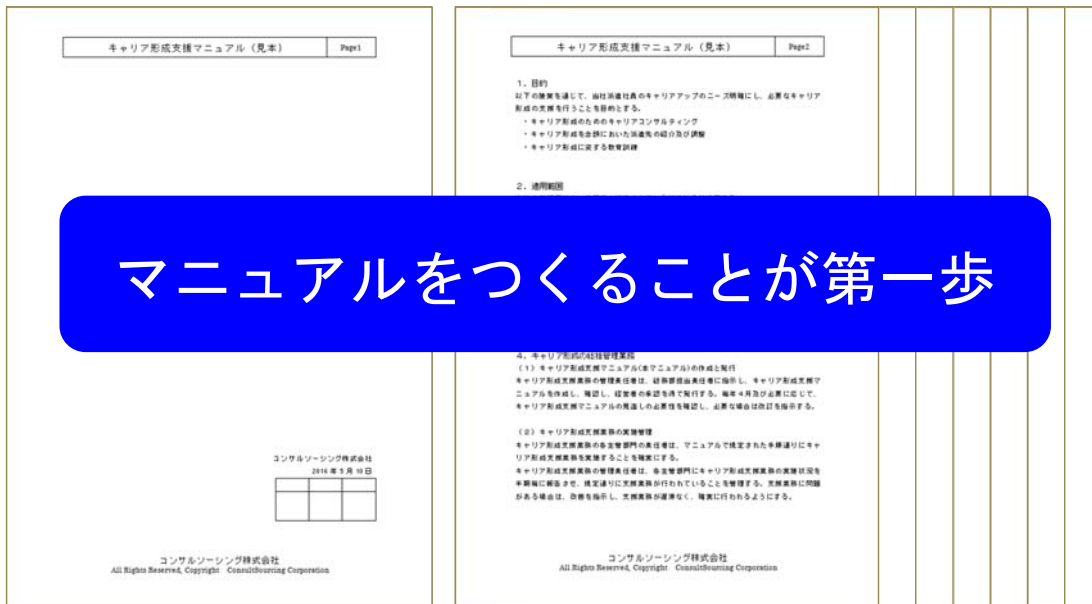 キャリア形成支援マニュアル（見本） Page1
コンサルソーシング株式会社
2016年5月10日
コンサルソーシング株式会社
All Rights Reserved, Copyright ConsultSourcing Corporation
キャリア形成支援マニュアル（見本） Page2
1．目的
以下の施策を通じて、当社派遣社員のキャリアアップのニーズ明確にし、必要なキャリア
形成の支援を行うことを目的とする。
・キャリア形成のためのキャリアコンサルティング
・キャリア形成を念頭においた派遣先の紹介及び調整
・キャリア形成に資する教育訓練
2．適用範囲
マニュアルをつくることが第一歩
4．キャリア形成の総括管理業務
（1）キャリア形成支援マニュアル(本マニュアル)の作成と発行
キャリア形成支援業務の管理責任者は、総務部担当責任者に指示し、キャリア形成支援マ
ニュアルを作成し、確認し、経営者の承認を得て発行する。毎年4月及び必要に応じて、
キャリア形成支援マニュアルの見直しの必要性を確認し、必要な場合は改訂を指示する。
（2）キャリア形成支援業務の実施管理
キャリア形成支援業務の各主管部門の責任者は、マニュアルで規定された手順通りにキャ
リア形成支援業務を実施することを確実にする。
キャリア形成支援業務の管理責任者は、各主管部門にキャリア形成支援業務の実施状況を
半期毎に報告させ、規定通りに支援業務が行われていることを管理する。支援業務に問題
がある場合は、改善を指示し、支援業務が遅滞なく、確実に行われるようにする。
コンサルソーシング株式会社
All Rights Reserved, Copyright ConsultSourcing Corporation